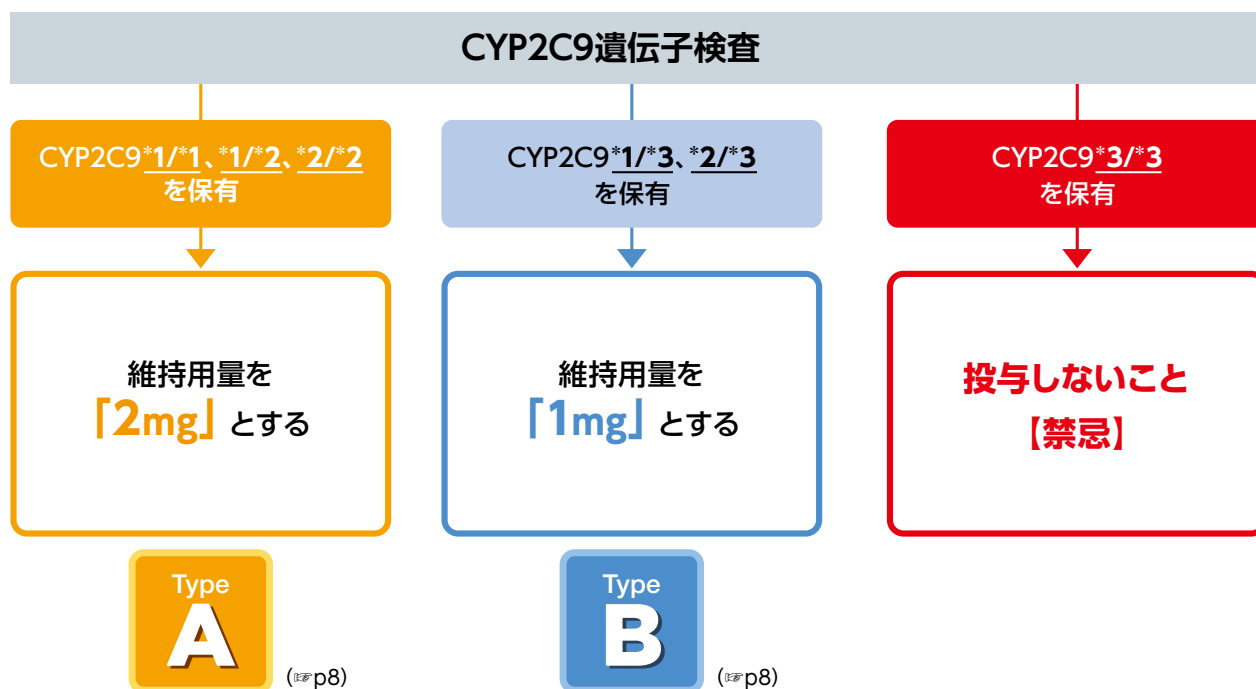 CYP2C9遺伝子検査
CYP2C9*1/*1、*1/*2、*2/*2
を保有
維持用量を
「2mg」とする
Type
A
(☞p8)
CYP2C9*1/*3、*2/*3
を保有
維持用量を
「1mg」とする
Type
B
(☞p8)
CYP2C9*3/*3
を保有
投与しないこと
【禁忌】